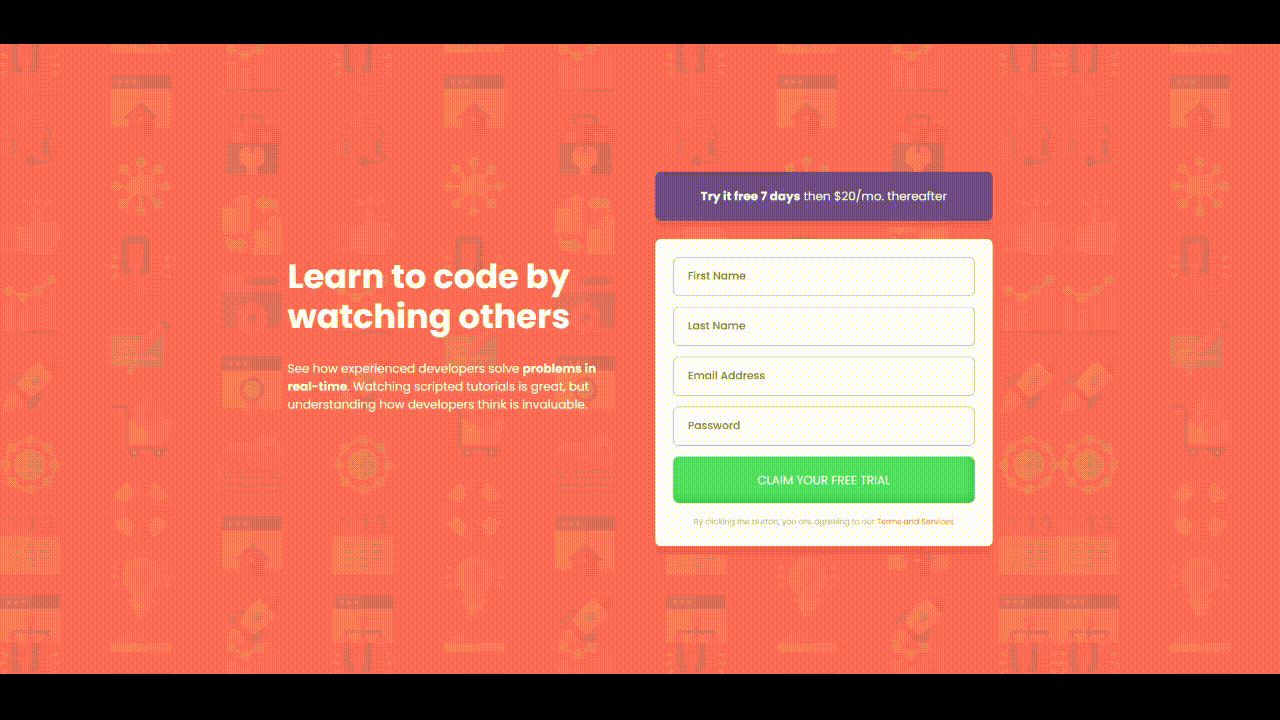 Learn to code by
watching others
See how experienced developers solve problems in
real-time. Watching scripted tutorials is great, but
understanding how developers think is invaluable.
Try it free 7 days then $20/mo. thereafter
First Name
Last Name
Email Address
Password
CLAIM YOUR FREE TRIAL
By clicking the button, you are agreeing to our Terms and Services